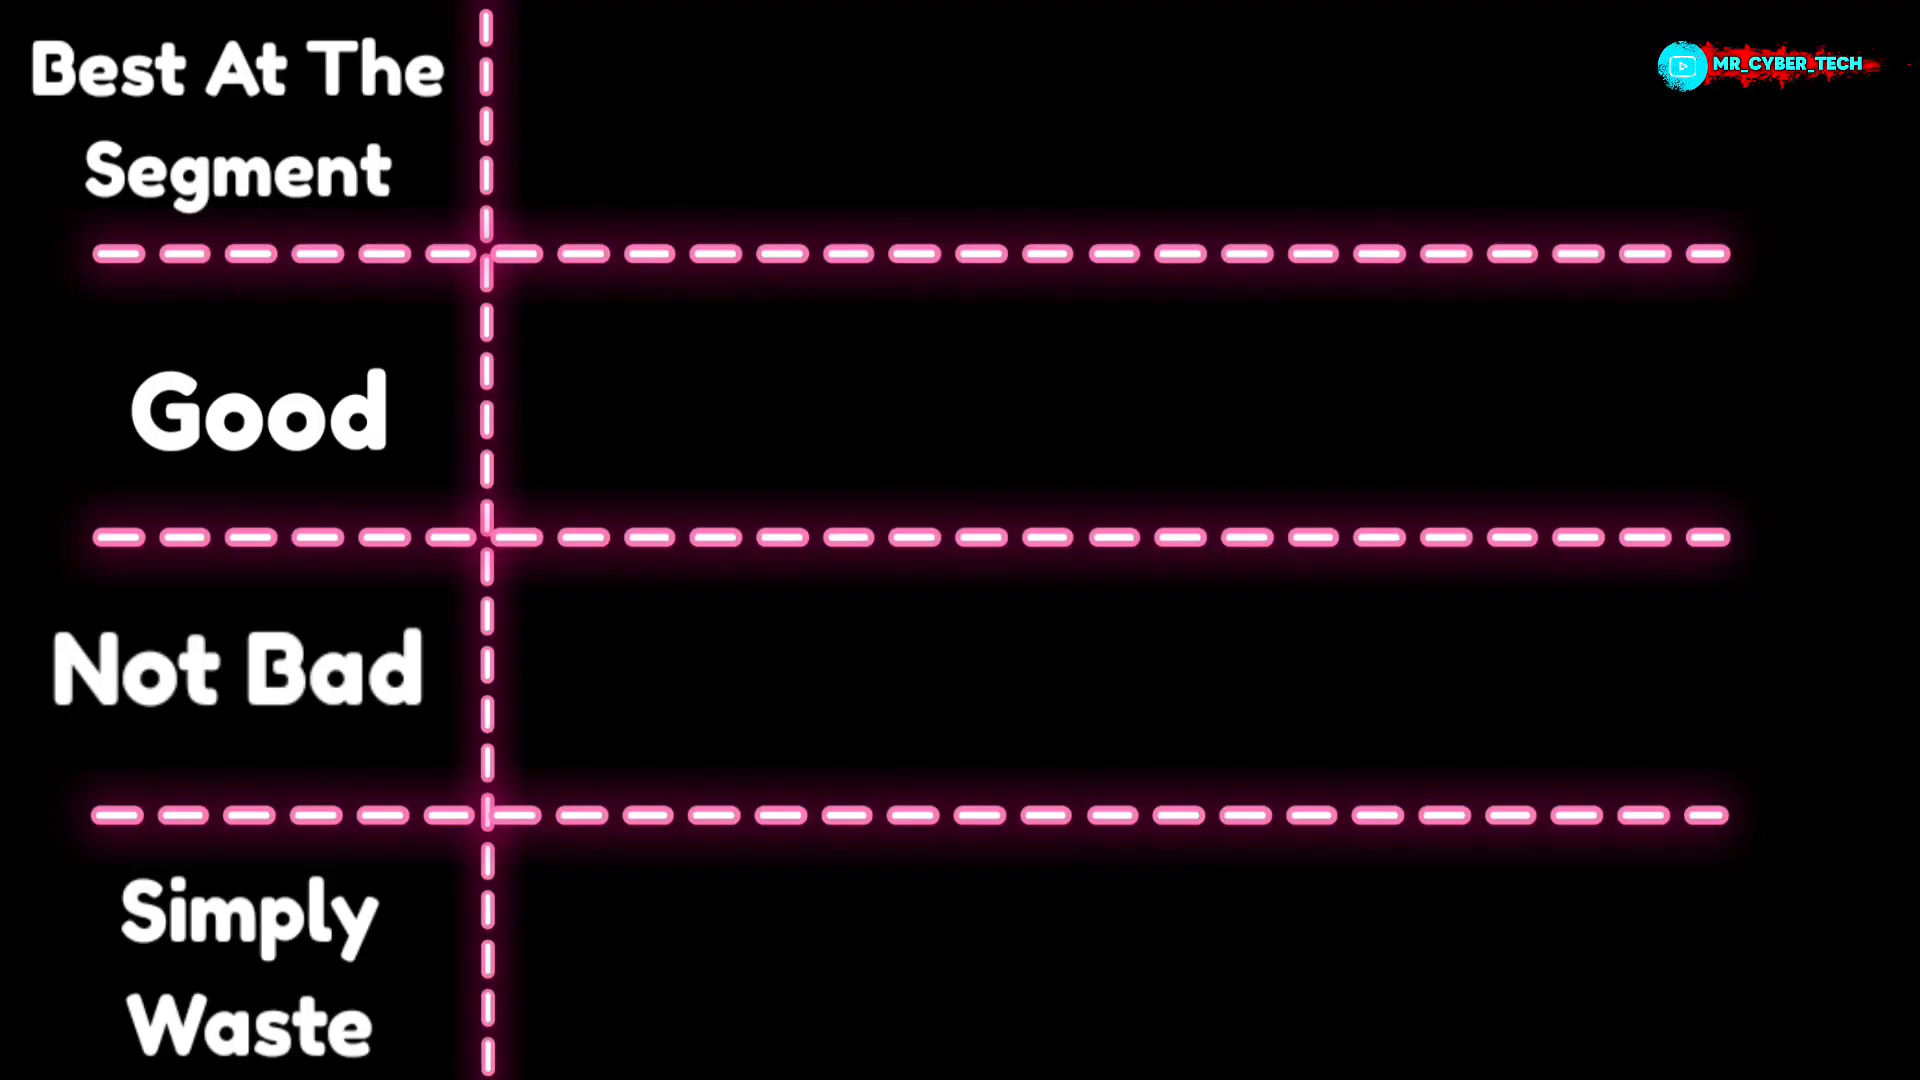 Best At The
Segment
MR_CYBER_TECH
Good
Not Bad
Simply
Waste